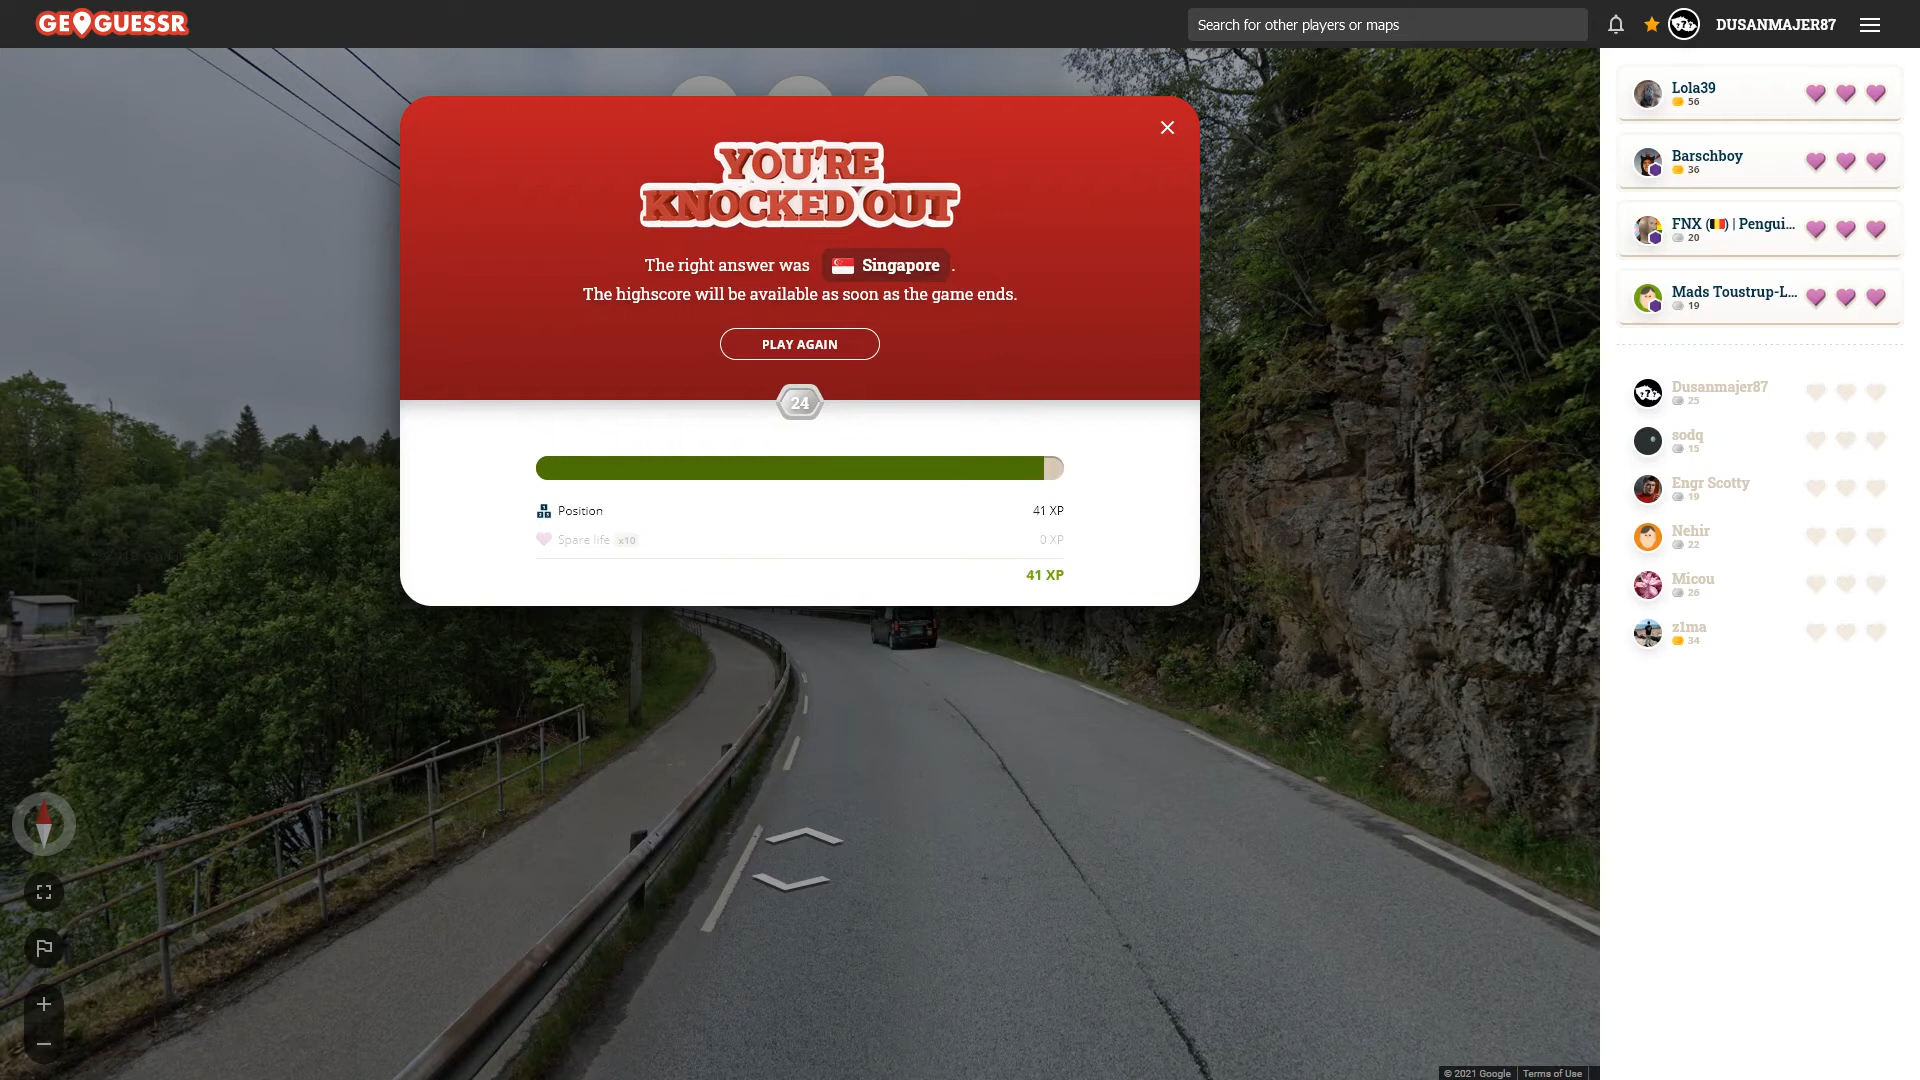 GEOGUESSR
Search for other players or maps
DUSANMAJER87
YOU'RE
KNOCKED OUT
The right answer was Singapore .
The highscore will be available as soon as the game ends.
PLAY AGAIN
24
Position 41 XP
Spare life x10 0 XP
41 XP
Lola39
56
Barschboy
36
FNX (🇧🇪) | Pengui...
20
Mads Toustrup-L...
19
Dusanmajer87
25
sodq
15
Engr Scotty
19
Nehir
22
Micou
26
z1ma
34
© 2021 Google
Terms of Use